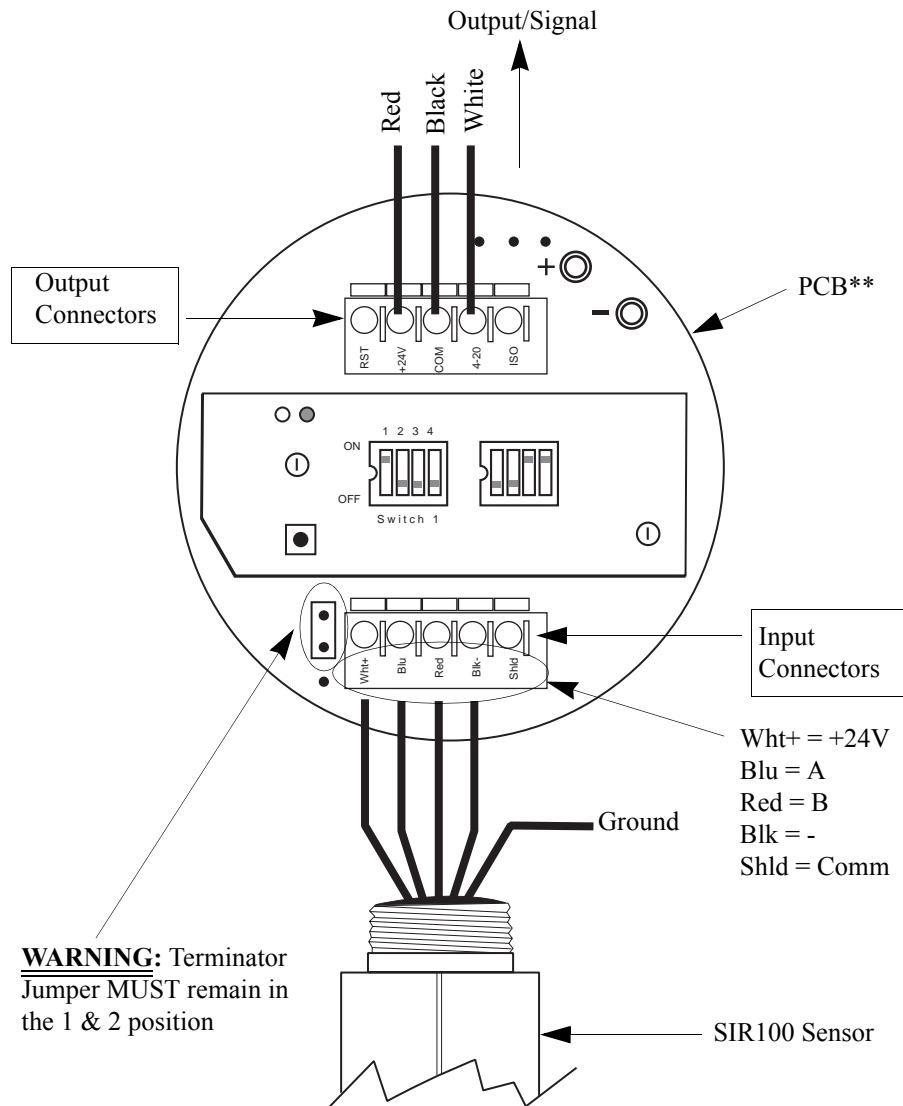 Output/Signal
Red
Black
White
Output
Connectors
+
-
PCB**
RST
+24V
COM
4-20
ISO
1 2 3 4
ON
OFF
Switch 1
Wht+
Blu
Red
Blk-
Shld
Input
Connectors
Wht+ = +24V
Blu = A
Red = B
Blk = -
Shld = Comm
Ground
WARNING: Terminator
Jumper MUST remain in
the 1 & 2 position
SIR100 Sensor